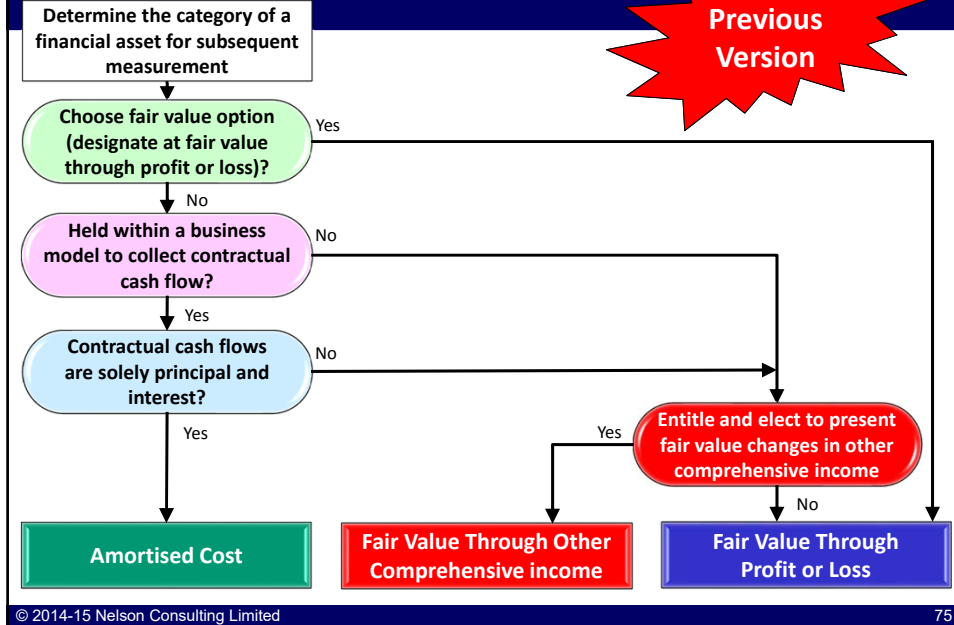 Determine the category of a
financial asset for subsequent
measurement
Previous
Version
Choose fair value option
(designate at fair value
through profit or loss)?
Yes
No
Held within a business
model to collect contractual
cash flow?
No
Yes
Contractual cash flows
are solely principal and
interest?
No
Yes
Entitle and elect to present
fair value changes in other
comprehensive income
Yes
No
Amortised Cost
Fair Value Through Other
Comprehensive income
Fair Value Through
Profit or Loss
© 2014-15 Nelson Consulting Limited
75